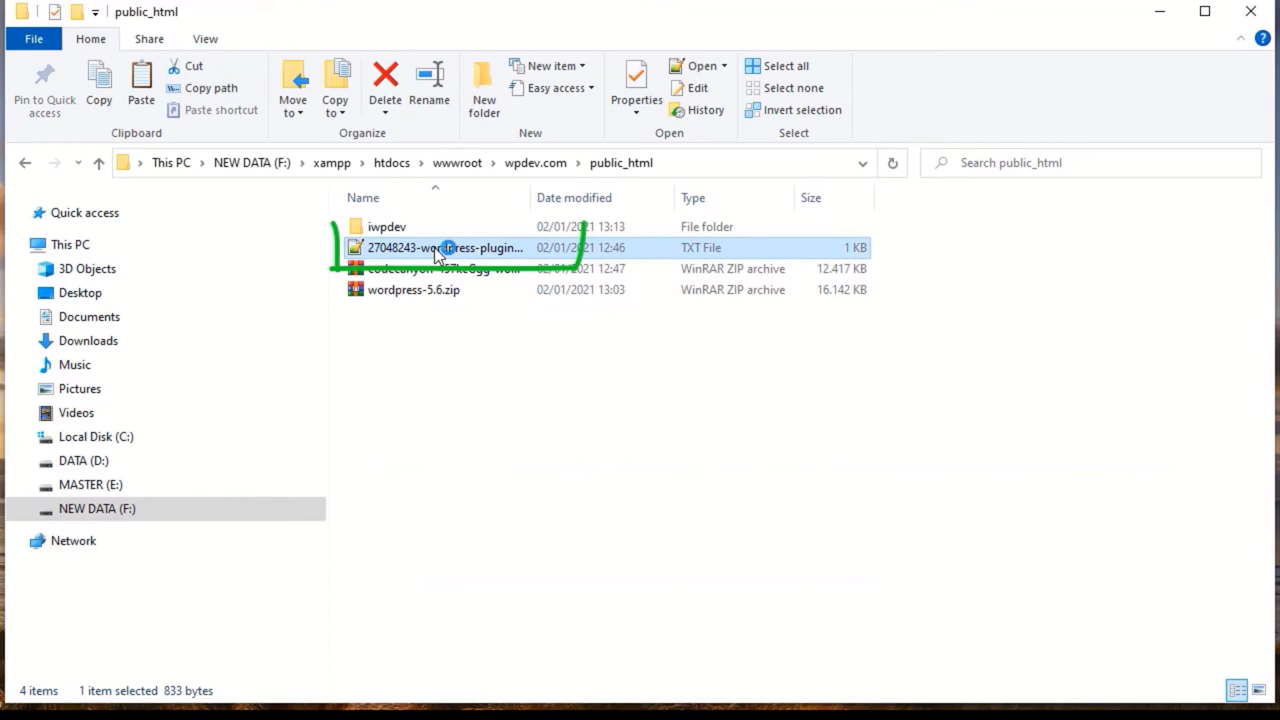 public_html
File Home Share View
Pin to Quick access
Copy
Paste
Cut
Copy path
Paste shortcut
Clipboard
Move to
Copy to
Delete
Rename
Organize
New folder
New item
Easy access
New
Properties
Open
Edit
History
Open
Select all
Select none
Invert selection
Select
This PC > NEW DATA (F:) > xampp > htdocs > wwwroot > wpdev.com > public_html
Search public_html
Name Date modified Type Size
iwpdev 02/01/2021 13:13 File folder
27048243-wordpress-plugin... 02/01/2021 12:46 TXT File 1 KB
02/01/2021 12:47 WinRAR ZIP archive 12.417 KB
wordpress-5.6.zip 02/01/2021 13:03 WinRAR ZIP archive 16.142 KB
Quick access
This PC
3D Objects
Desktop
Documents
Downloads
Music
Pictures
Videos
Local Disk (C:)
DATA (D:)
MASTER (E:)
NEW DATA (F:)
Network
4 items 1 item selected 833 bytes